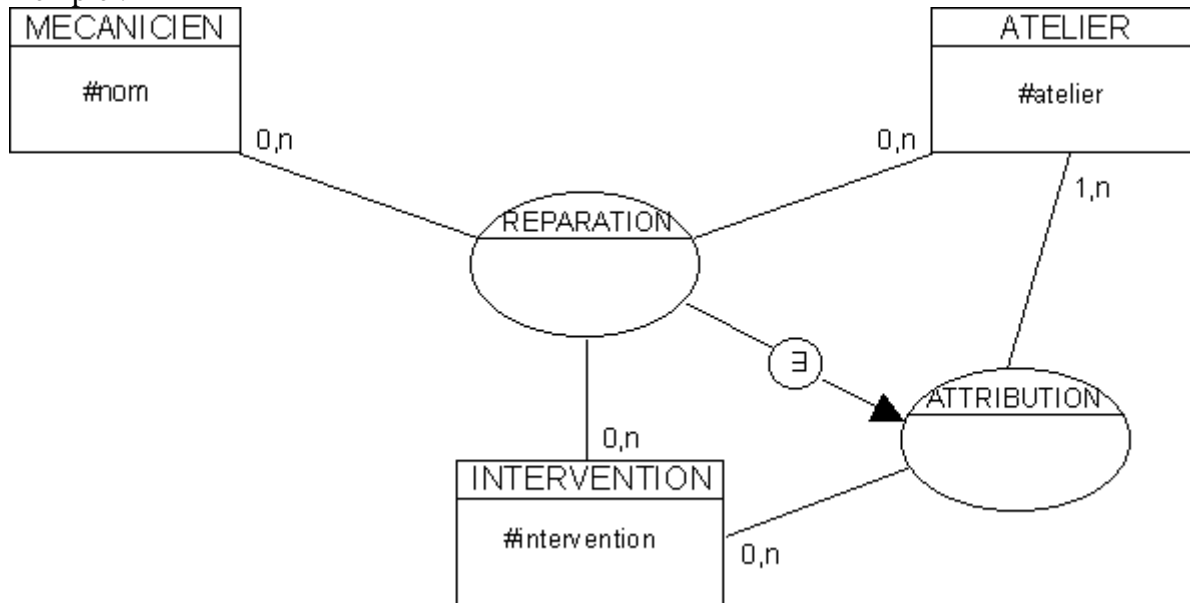 MECANICIEN
#nom
0,n
ATELIER
#atelier
0,n
1,n
REPARATION
∃
ATTRIBUTION
0,n
INTERVENTION
#intervention
0,n